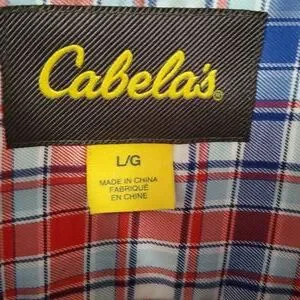 Cabela's®
L/G
MADE IN CHINA
FABRIQUÉ
EN CHINE